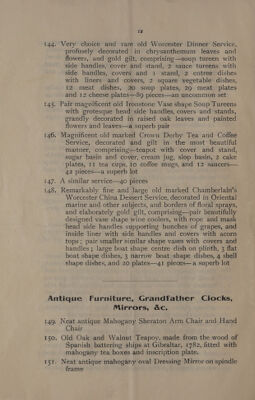 12
144. Very choice and rare old Worcester Dinner Service,
profusely decorated in chrysanthemum leaves and
flowers, and gold gilt, comprising—soup tureen with
side handles, cover and stand, 2 sauce tureens with
side handles, covers and 1 stand, 2 entree dishes
with liners and covers, 2 square vegetable dishes,
12 meat dishes, 20 soup plates, 29 meat plates
and 12 cheese plates—89 pieces—an uncommon set
145. Pair magnificent old Ironstone Vase shape Soup Tureens
with grotesque head side handles, covers and stands,
grandly decorated in raised oak leaves and painted
flowers and leaves—a superb pair
146. Magnificent old marked Crown Derby Tea and Coffee
Service, decorated and gilt in the most beautiful
manner, comprising—teapot with cover and stand,
sugar basin and cover, cream jug, slop basin, 2 cake
plates, 11 tea cups, 10 coffee mugs, and 12 saucers—
42 pieces—a superb lot
147. A similar service—40 pieces
148. Remarkably fine and large old marked Chamberlain's
Worcester China Dessert Service, decorated in Oriental
marine and other subjects, and borders of floral sprays,
and elaborately gold gilt, comprising—pair beautifully
designed vase shape wine coolers, with rope and mask
head side handles supporting bunches of grapes, and
inside liner with side handles and covers with acorn
tops; pair smaller similar shape vases with covers and
handles; large boat shape centre dish on plinth, 3 flat
boat shape dishes, 3 narrow boat shape dishes, 4 shell
shape dishes, and 20 plates—41 pieces—a superb lot
Antique Furniture, Grandfather Clocks,
Mirrors, &c.
149. Neat antique Mahogany Sheraton Arm Chair and Hand
Chair
150. Old Oak and Walnut Teapoy, made from the wood of
Spanish battering ships at Gibraltar, 1782, fitted with
mahogany tea boxes and inscription plate.
151. Neat antique mahogany oval Dressing Mirror on spindle
frame